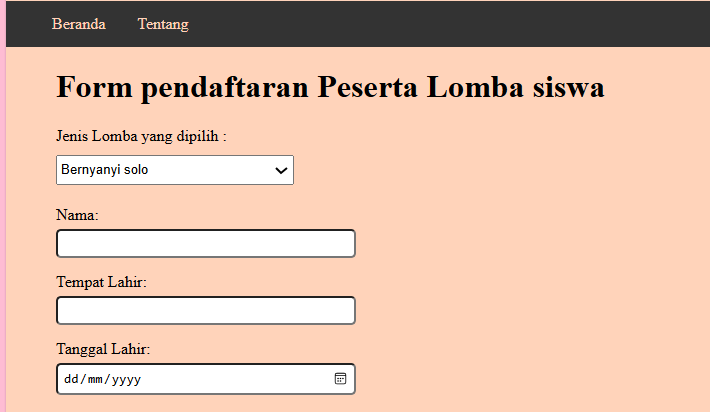 Beranda Tentang
Form pendaftaran Peserta Lomba siswa
Jenis Lomba yang dipilih :
Bernyanyi solo
Nama:
Tempat Lahir:
Tanggal Lahir:
dd/mm/yyyy